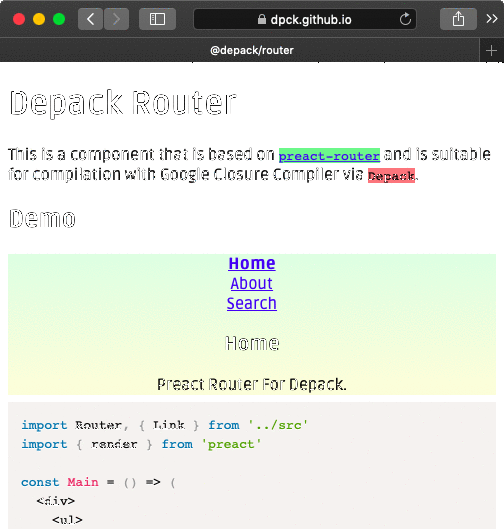 dpck.github.io
@depack/router
Depack Router
This is a component that is based on preact-router and is suitable
for compilation with Google Closure Compiler via Depack.
Demo
Home
About
Search
Home
Preact Router For Depack.
import Router, { Link } from '../src'
import { render } from 'preact'
const Main = () => (
<div>
<ul>